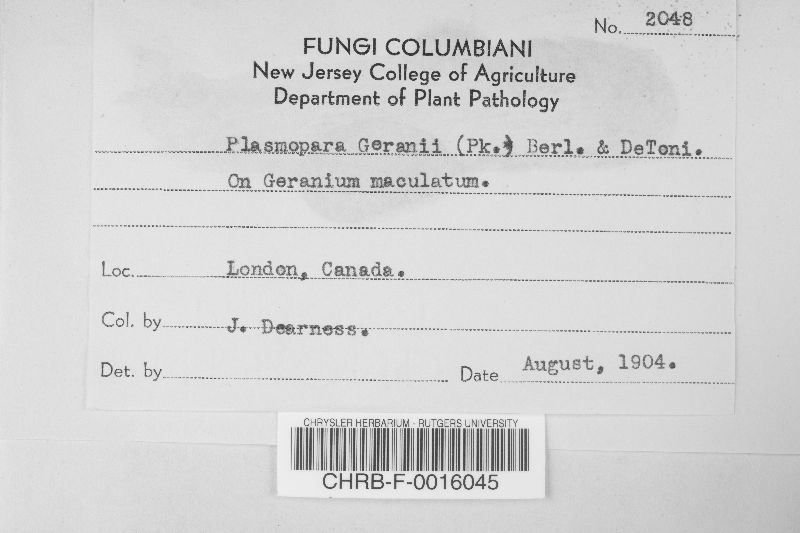 No. 2048
FUNGI COLUMBIANI
New Jersey College of Agriculture
Department of Plant Pathology
Plasmopara Geranii (Pk.) Berl. & DeToni.
On Geranium maculatum.
Loc. London, Canada.
Col. by J. Dearness.
Det. by
Date August, 1904.
CHRYSLER HERBARIUM - RUTGERS UNIVERSITY
CHRB-F-0016045